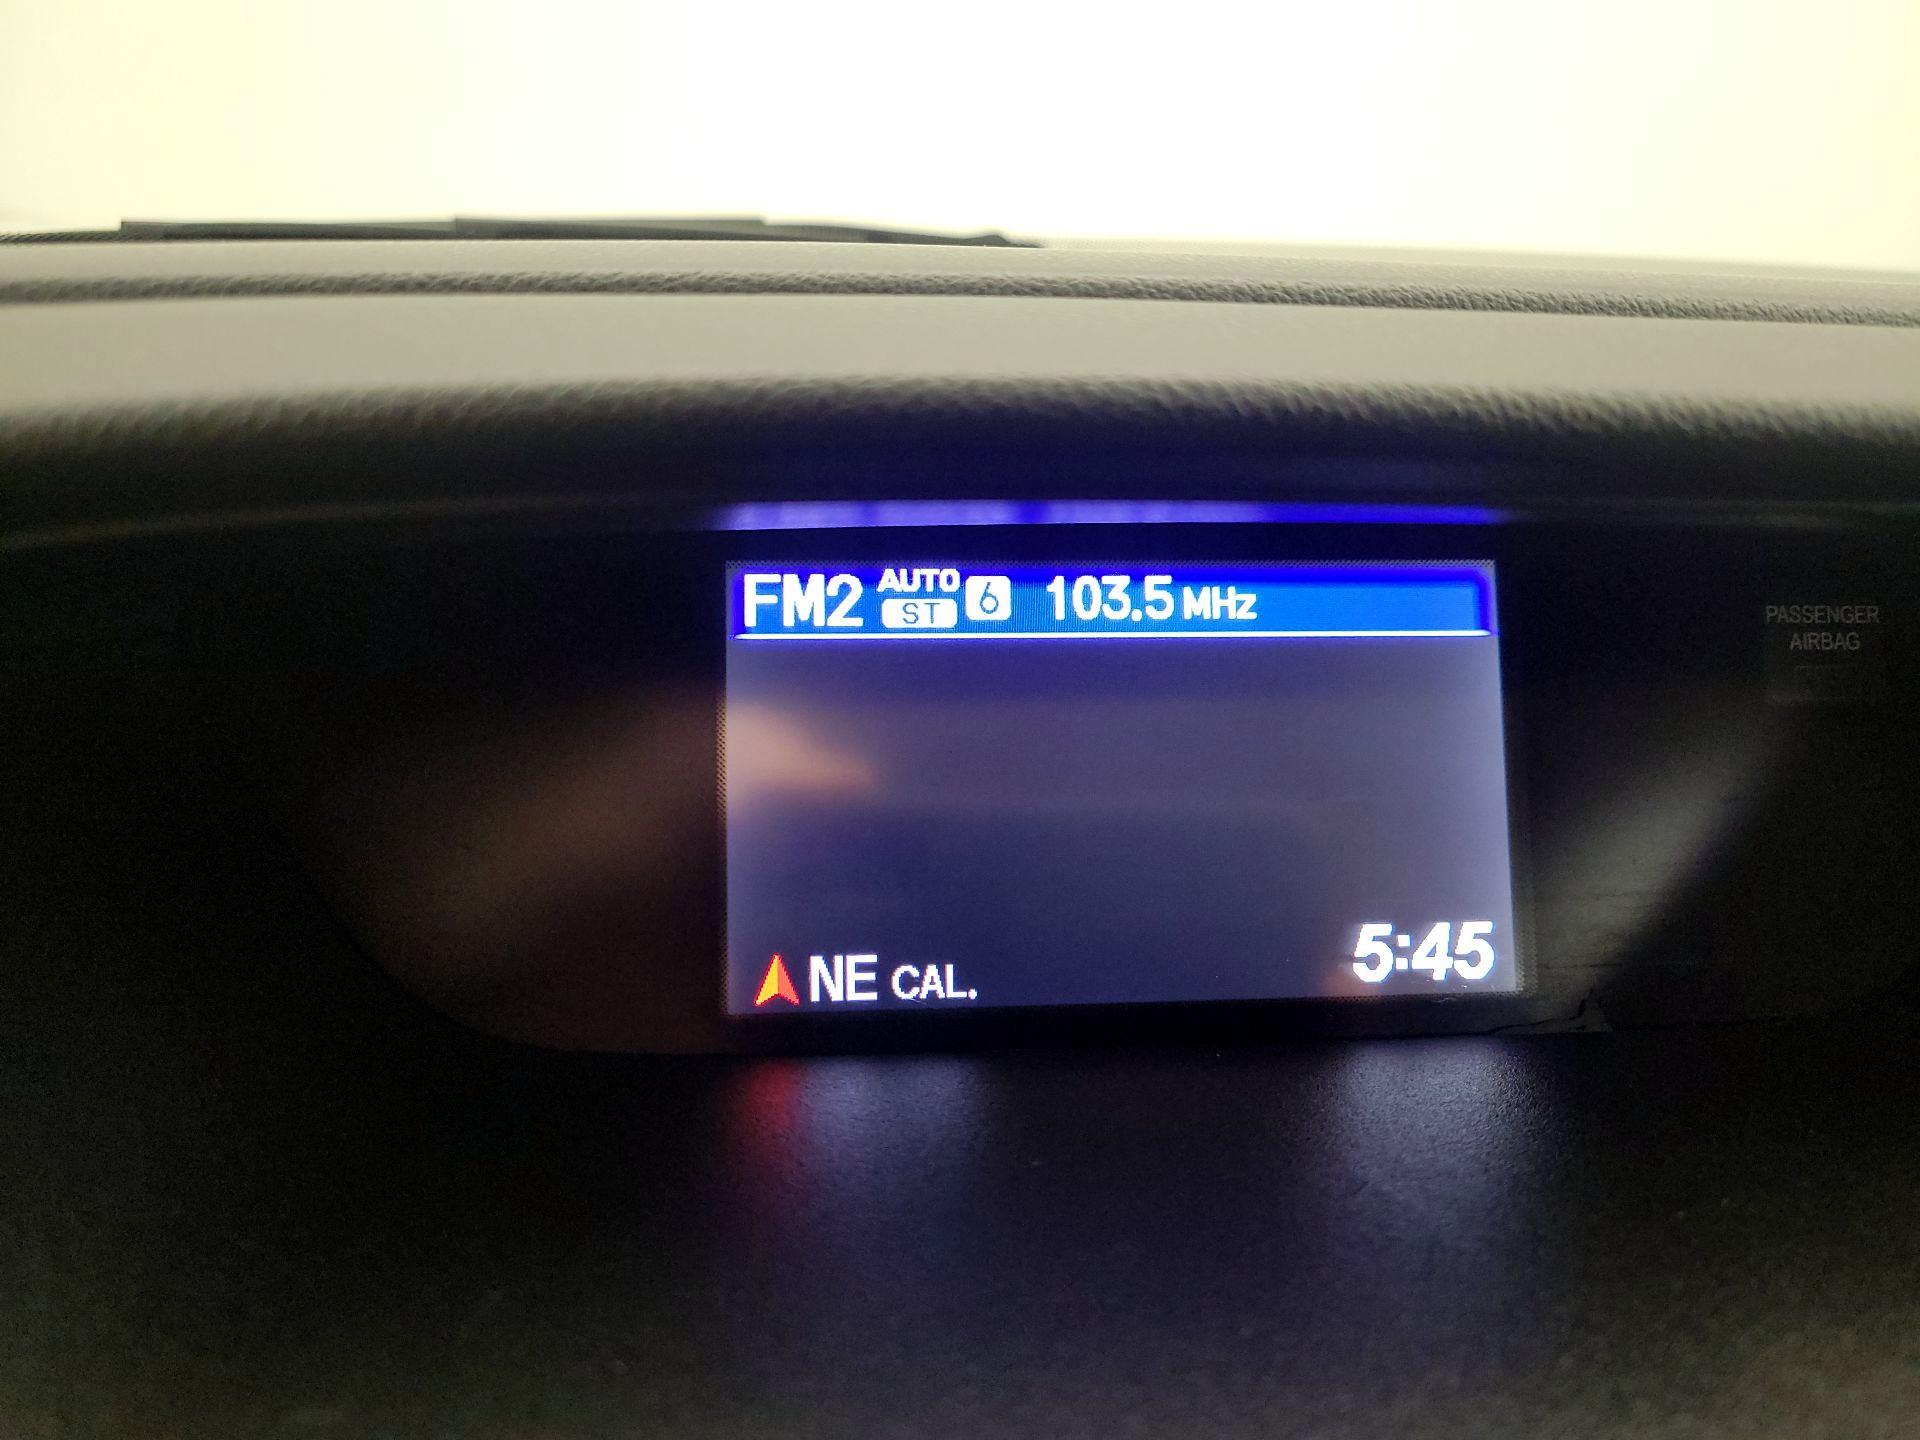 FM2 AUTO ST 6 103.5 MHz
PASSENGER
AIRBAG
NE CAL. 5:45